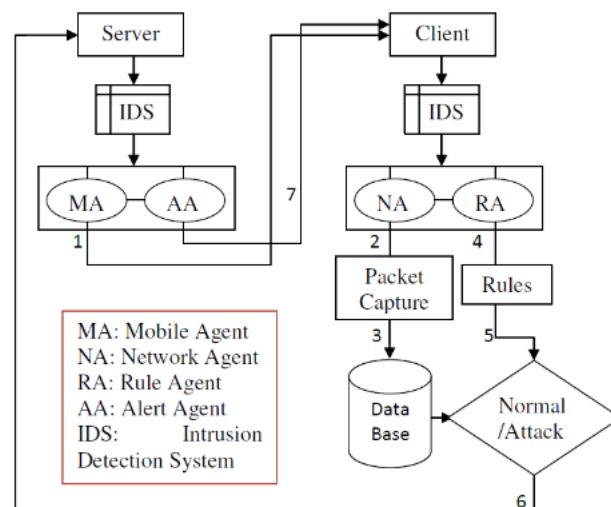 Server
Client
IDS
IDS
7
MA
AA
NA
RA
1
2
4
Packet
Capture
Rules
3
5
MA: Mobile Agent
NA: Network Agent
RA: Rule Agent
AA: Alert Agent
IDS: Intrusion
Detection System
Data
Base
Normal
/Attack
6